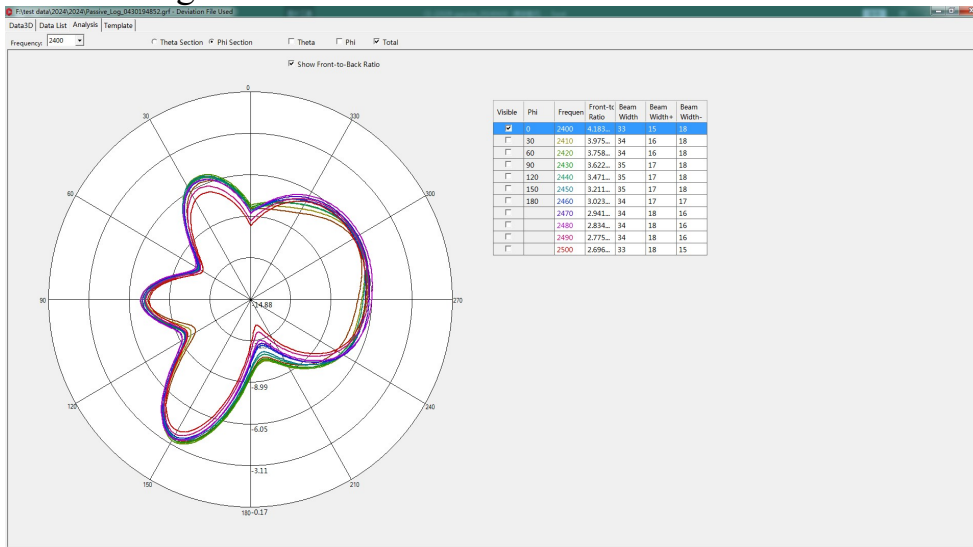 F:\test data\2024\2024\Passive_Log_0430194852.grf - Deviation File Used
Data3D Data List Analysis Template
Frequency: 2400 Theta Section Phi Section Theta Phi Total
Show Front-to-Back Ratio
0
30
330
60
300
90
270
120
240
150
210
180
-14.88
-8.99
-6.05
-3.11
-0.17
Visible Phi Frequen Front-tc Ratio Beam Width Beam Width+ Beam Width-
0 2400 4.183... 33 15 18
30 2410 3.975... 34 16 18
60 2420 3.758... 34 16 18
90 2430 3.622... 35 17 18
120 2440 3.471... 35 17 18
150 2450 3.211... 35 17 18
180 2460 3.023... 34 17 17
2470 2.941... 34 18 16
2480 2.834... 34 18 16
2490 2.775... 34 18 16
2500 2.696... 33 18 15